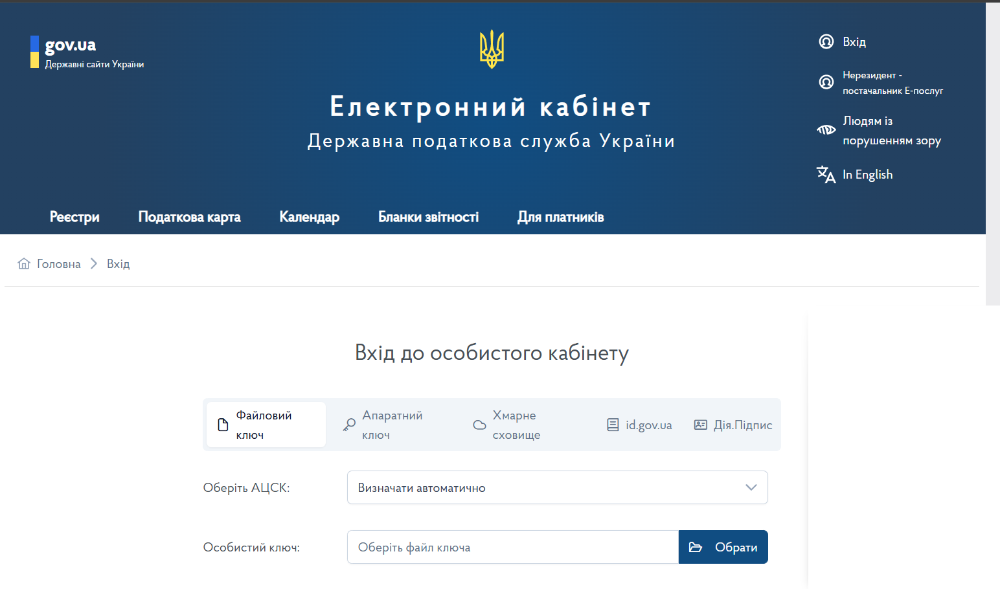 gov.ua
Державні сайти України
Електронний кабінет
Державна податкова служба України
Вхід
Нерезидент -
постачальник Е-послуг
Людям із
порушенням зору
In English
Реєстри
Податкова карта
Календар
Бланки звітності
Для платників
Головна
Вхід
Вхід до особистого кабінету
Файловий
ключ
Апаратний
ключ
Хмарне
сховище
id.gov.ua
Дія.Підпис
Оберіть АЦСК:
Визначати автоматично
Особистий ключ:
Оберіть файл ключа
Обрати